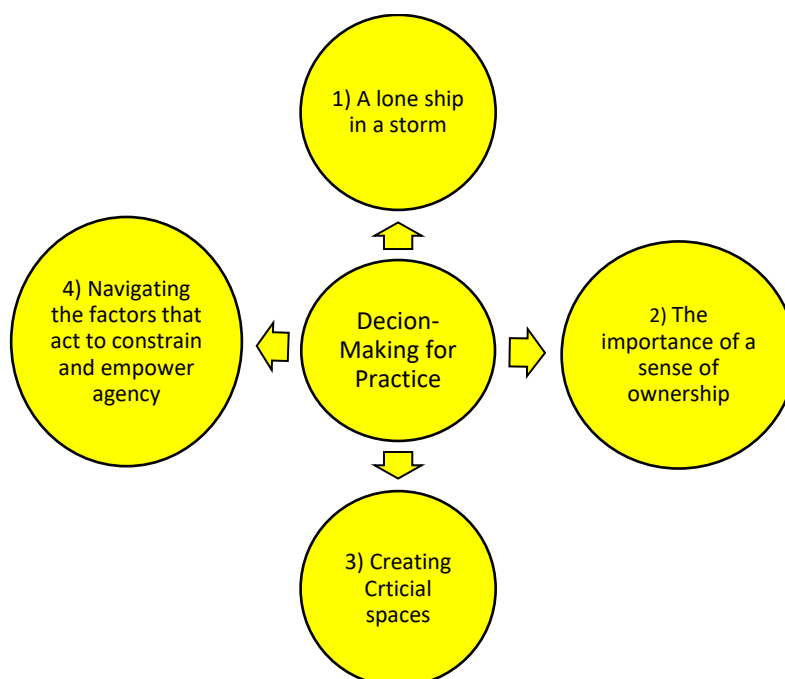 1) A lone ship
in a storm
4) Navigating
the factors that
act to constrain
and empower
agency
Decion-
Making for
Practice
2) The
importance of a
sense of
ownership
3) Creating
Crticial
spaces